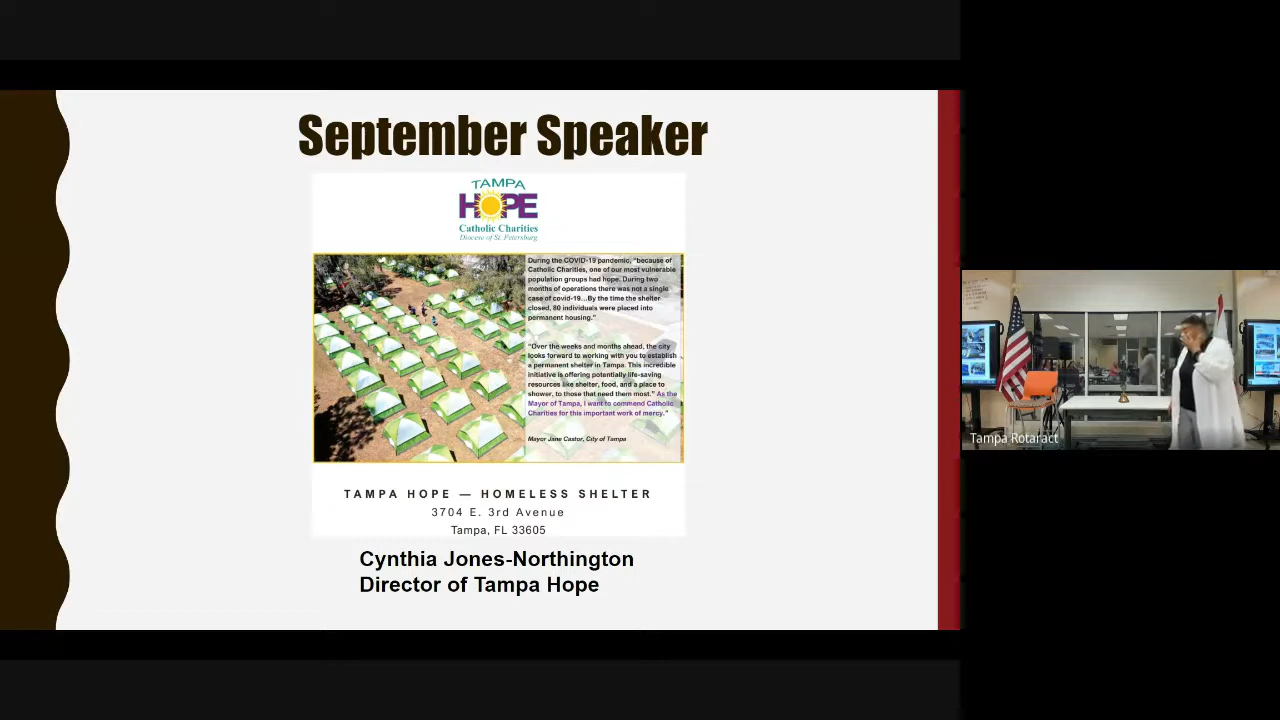 September Speaker
TAMPA
HOPE
Catholic Charities
Diocese of St. Petersburg
During the COVID-19 pandemic, "because of
Catholic Charities, one of our most vulnerable
population groups had hope. During two
months of operations there was not a single
case of covid-19...By the time the shelter
closed, 80 individuals were placed into
permanent housing."
"Over the weeks and months ahead, the city
looks forward to working with you to establish
a permanent shelter in Tampa. This incredible
initiative is offering potentially life-saving
resources like shelter, food, and a place to
shower, to those that need them most." As the
Mayor of Tampa, I want to commend Catholic
Charities for this important work of mercy."
Mayor Jane Castor, City of Tampa
TAMPA HOPE — HOMELESS SHELTER
3704 E. 3rd Avenue
Tampa, FL 33605
Cynthia Jones-Northington
Director of Tampa Hope
Tampa Rotaract